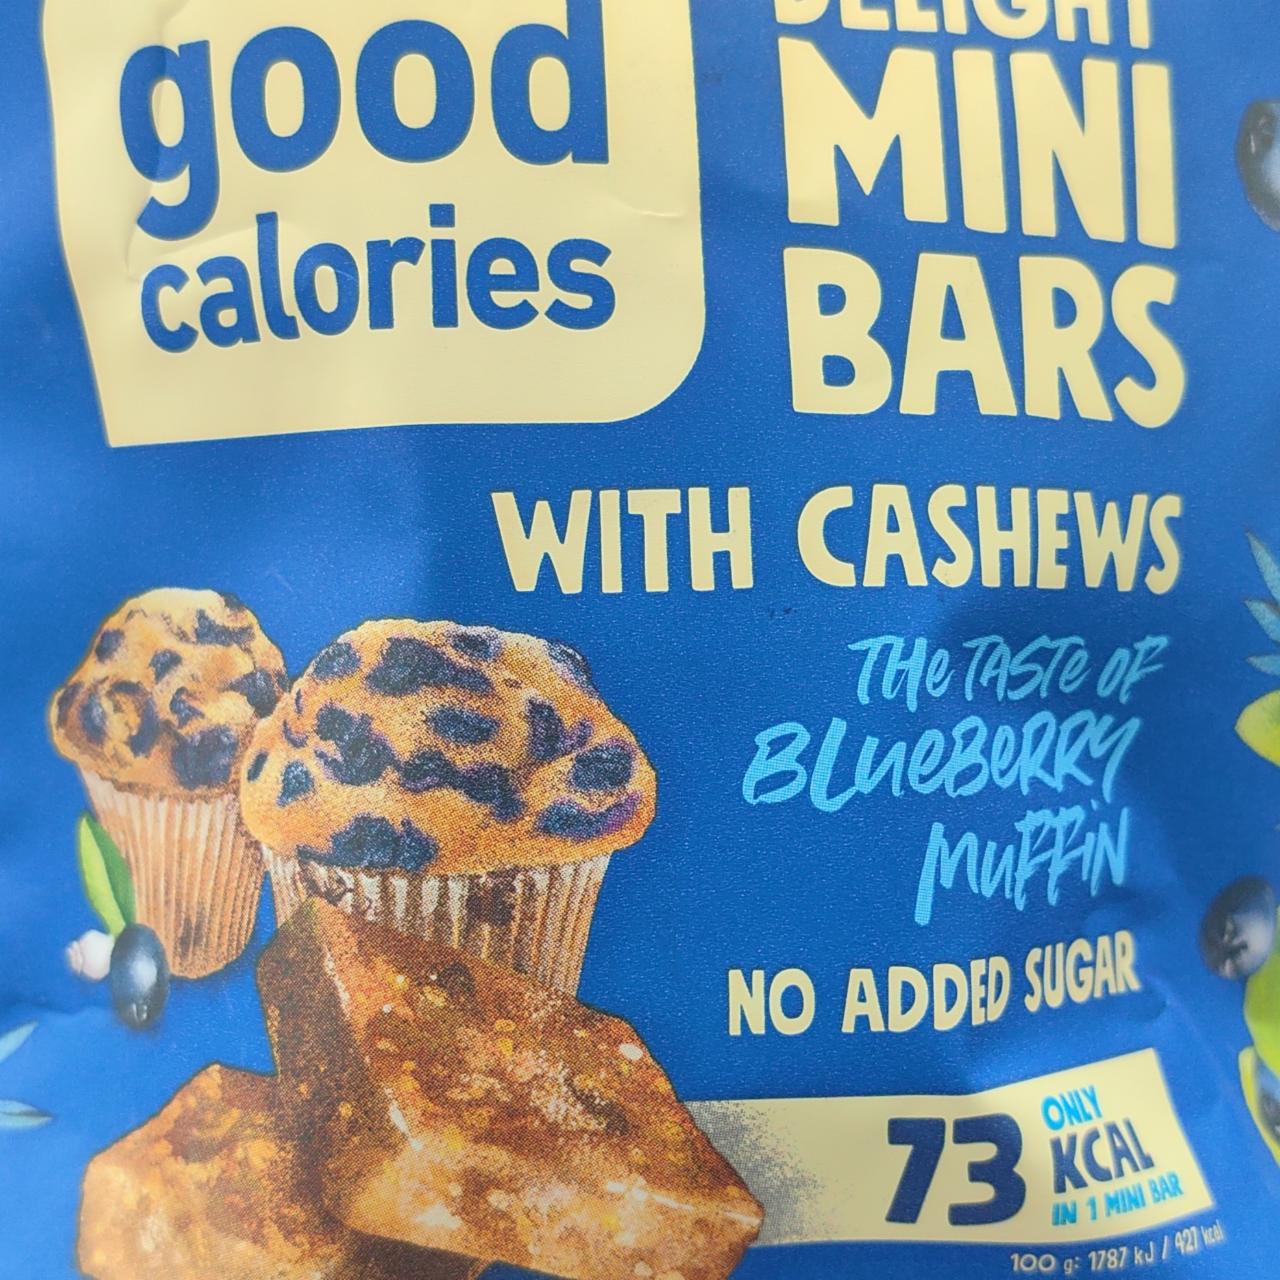 good
calories
DELIGHT
MINI
BARS
WITH CASHEWS
THE TASTE OF
BLUEBERRY
MUFFIN
NO ADDED SUGAR
73
ONLY
KCAL
IN 1 MINI BAR
100 g: 1787 kJ / 427 kcal